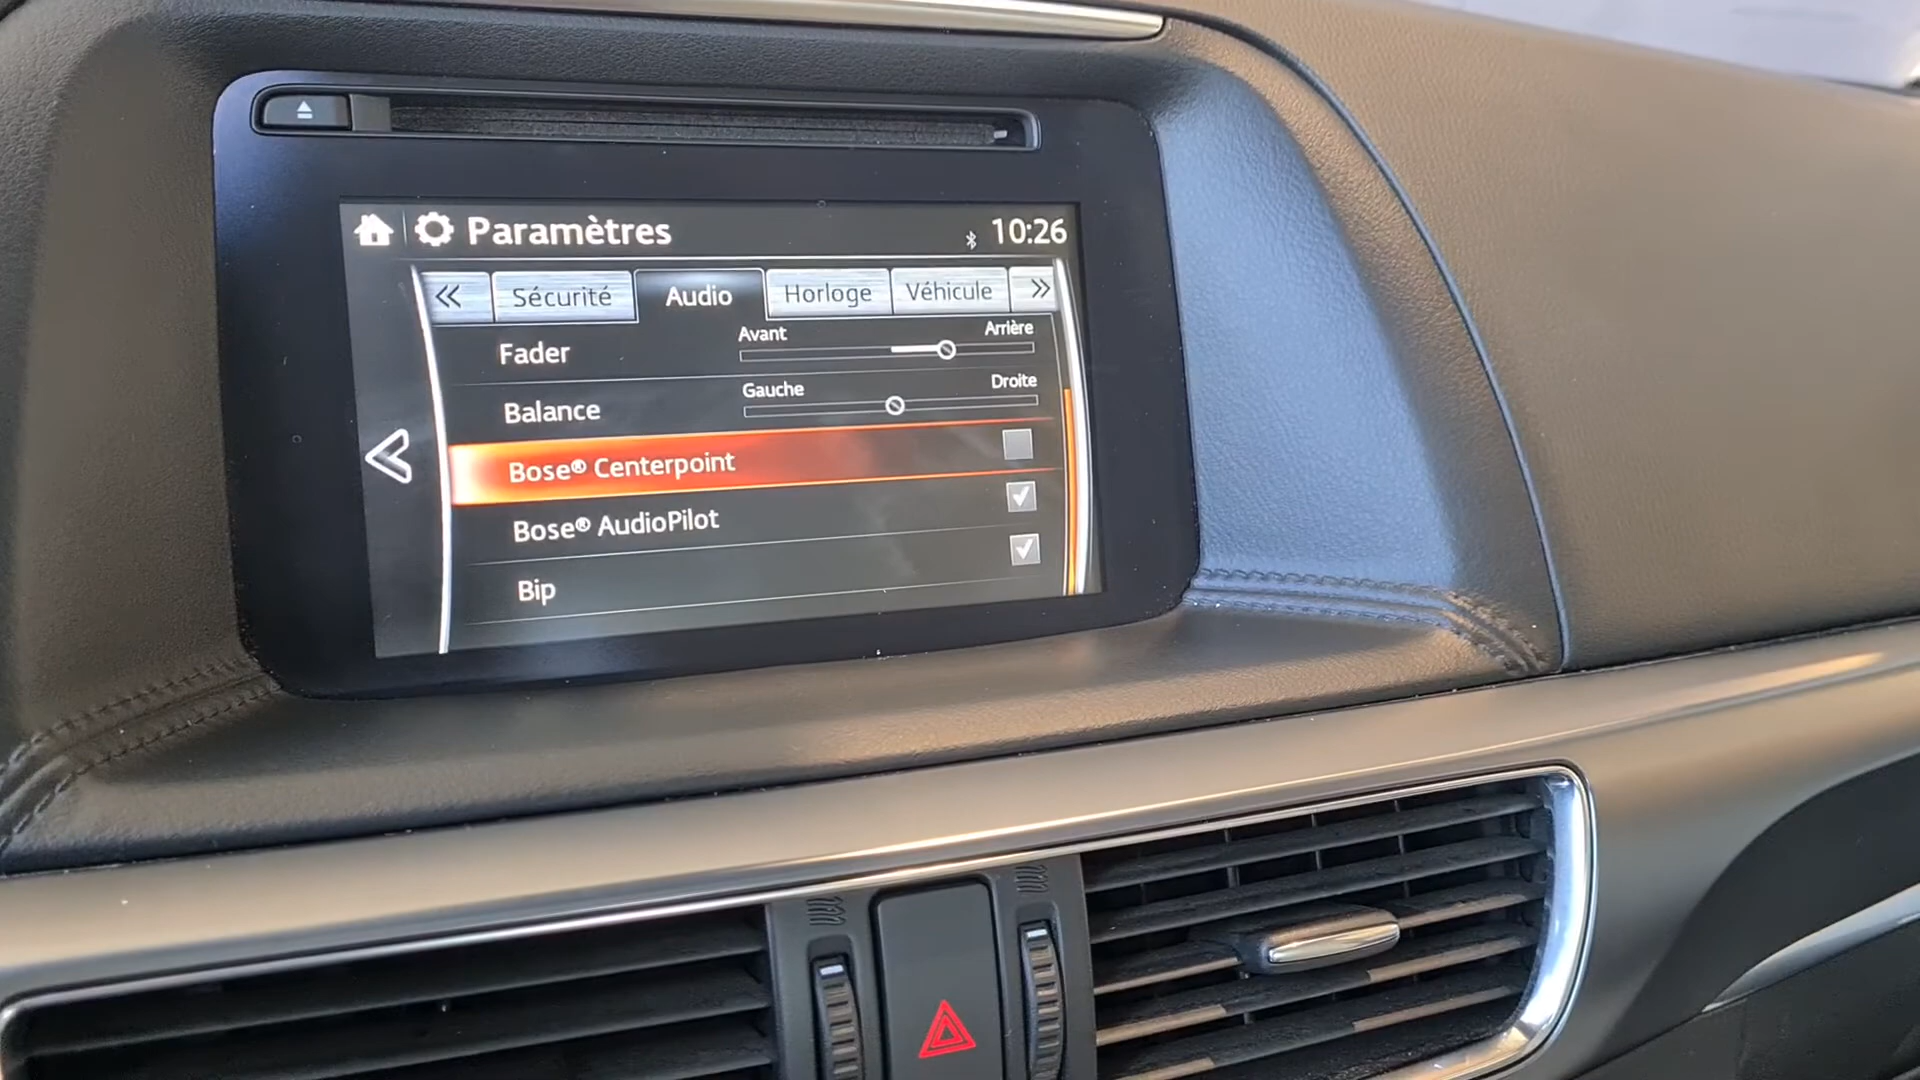 Paramètres 10:26
« Sécurité Audio Horloge Véhicule »
Avant Arrière
Fader
Gauche Droite
Balance
Bose® Centerpoint
Bose® AudioPilot
Bip